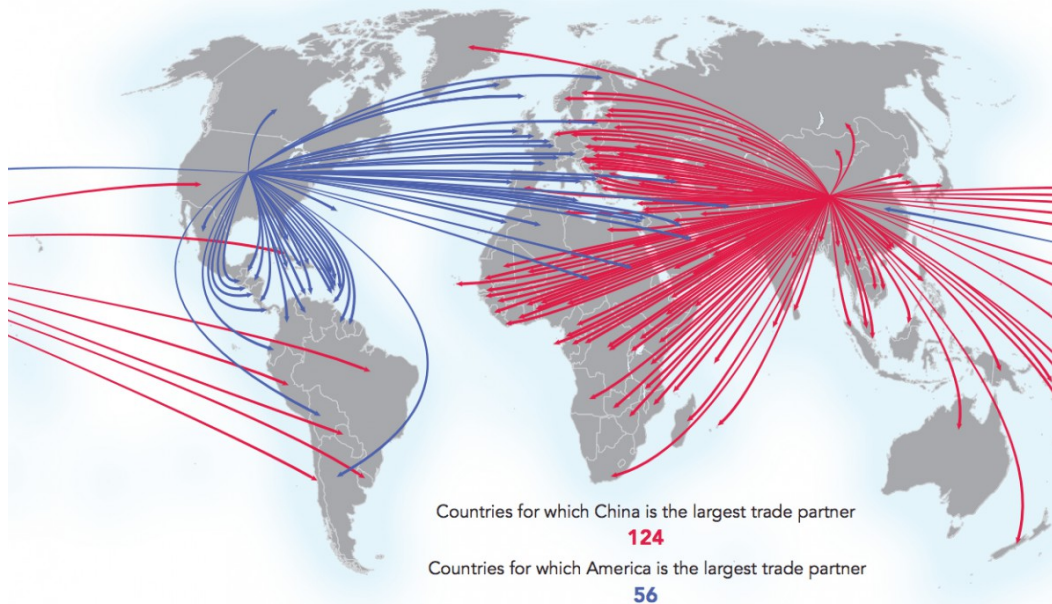 Countries for which China is the largest trade partner
124
Countries for which America is the largest trade partner
56